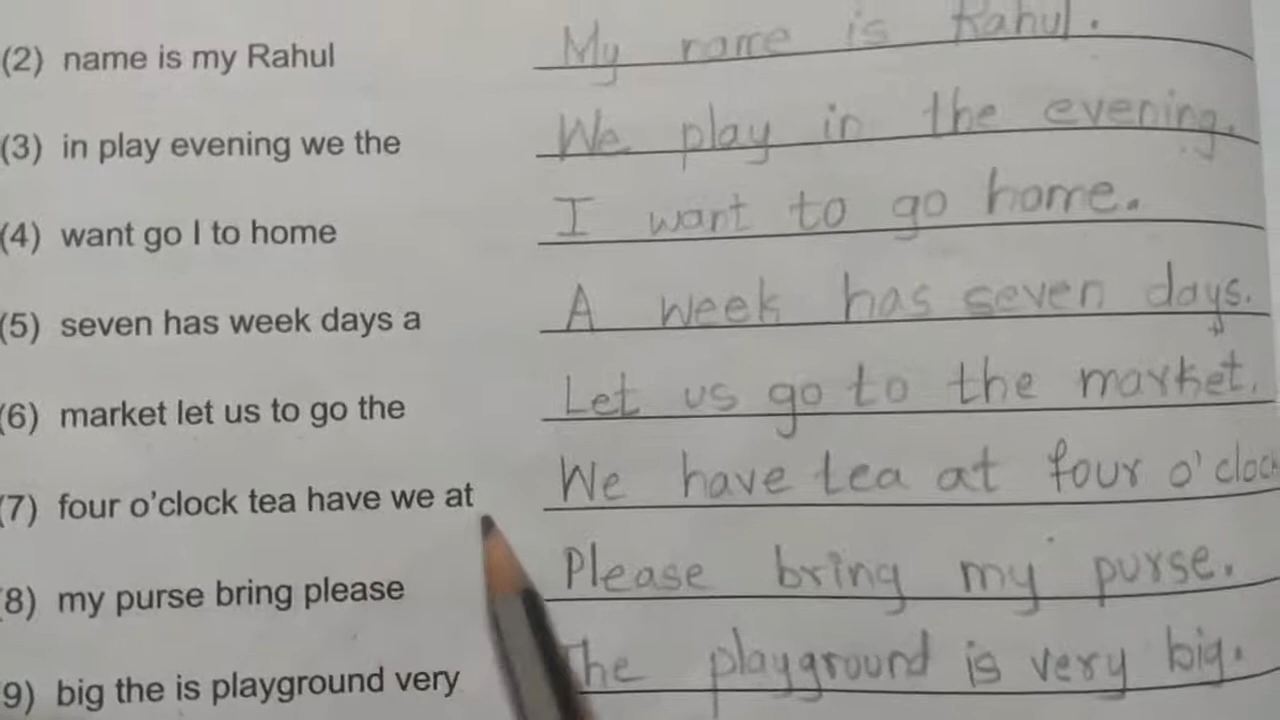 (2) name is my Rahul My name is Rahul.
(3) in play evening we the We play in the evening.
(4) want go I to home I want to go home.
(5) seven has week days a A week has seven days.
(6) market let us to go the Let us go to the market.
(7) four o'clock tea have we at We have tea at four o'clock
(8) my purse bring please Please bring my purse.
9) big the is playground very The playground is very big.